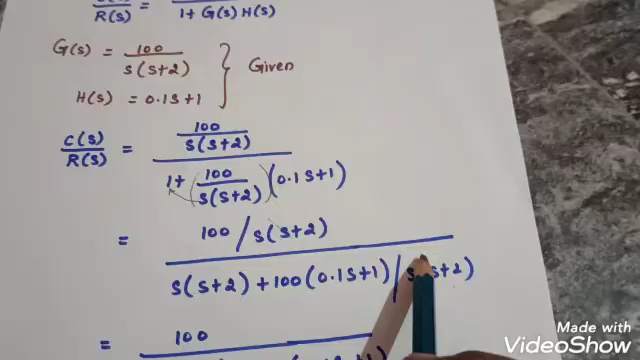 R(s) 1 + G(s) H(s)
G(s) = 100 / s(s+2) } Given
H(s) = 0.1s+1
C(s)/R(s) = 100/s(s+2) / 1+ (100/s(s+2)) (0.1s+1)
= 100 / s(s+2)
s(s+2) + 100(0.1s+1) / s(s+2)
= 100
Made with
VideoShow